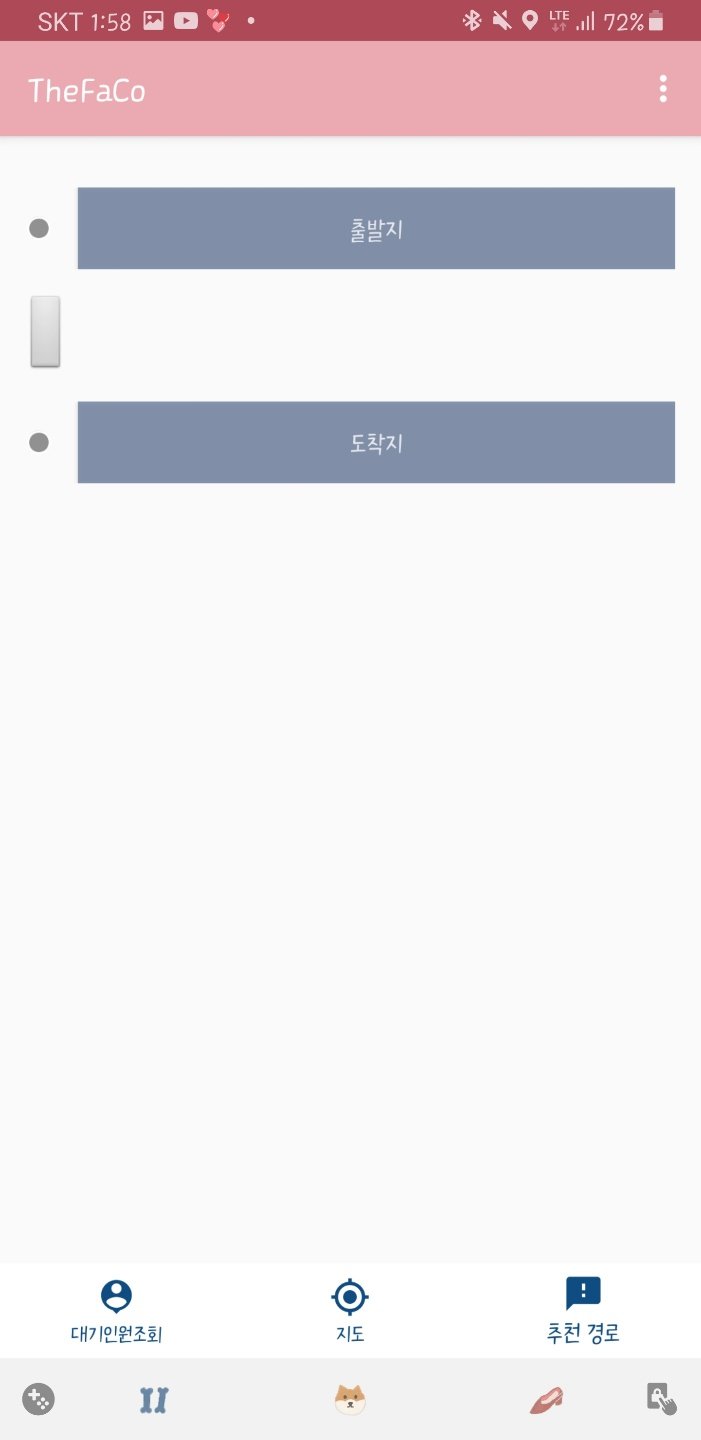 SKT 1:58 LTE 72%
TheFaCo
출발지
도착지
대기인원조회 지도 추천 경로